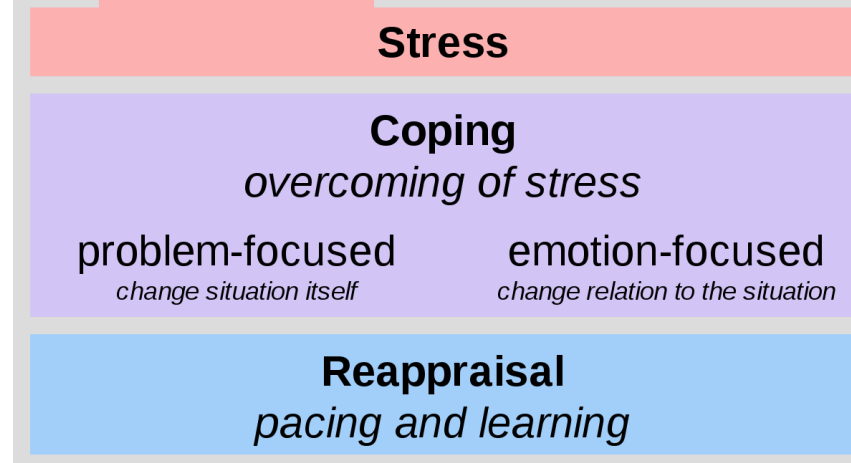 Stress
Coping
overcoming of stress
problem-focused emotion-focused
change situation itself change relation to the situation
Reappraisal
pacing and learning